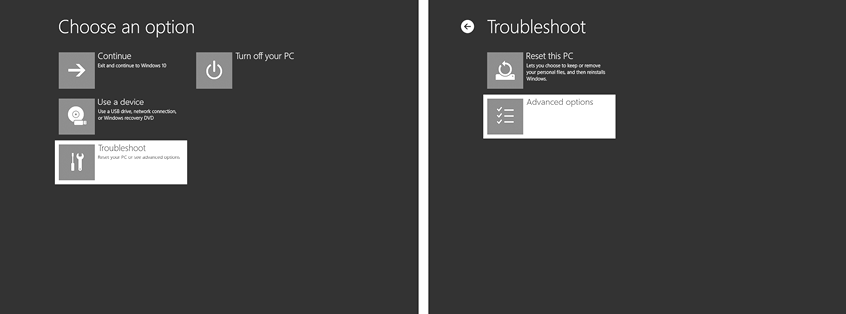 Choose an option
Continue
Exit and continue to Windows 10
Turn off your PC
Use a device
Use a USB drive, network connection,
or Windows recovery DVD
Troubleshoot
Reset your PC or see advanced options
Troubleshoot
Reset this PC
Lets you choose to keep or remove
your personal files, and then reinstalls
Windows.
Advanced options